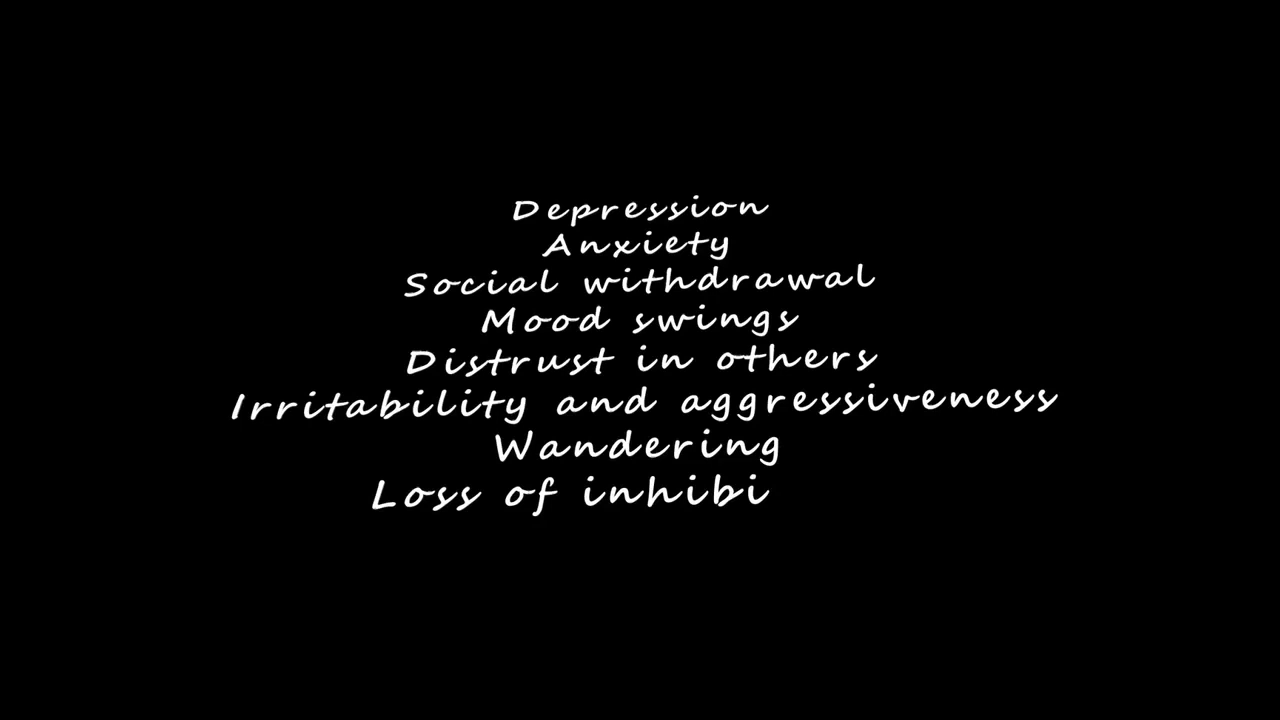 Depression
Anxiety
Social withdrawal
Mood swings
Distrust in others
Irritability and aggressiveness
Wandering
Loss of inhibi